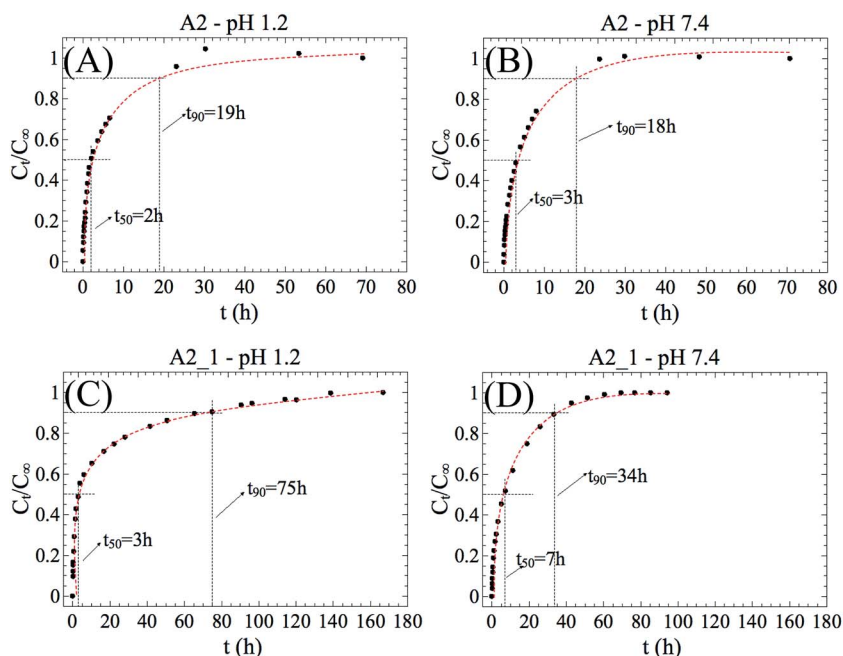 A2 - pH 1.2
(A)
1
0.8
0.6
0.4
0.2
0
Ct/C∞
t90=19h
t50=2h
0 10 20 30 40 50 60 70 80
t (h)
A2 - pH 7.4
(B)
1
0.8
0.6
0.4
0.2
0
Ct/C∞
t90=18h
t50=3h
0 10 20 30 40 50 60 70 80
t (h)
A2_1 - pH 1.2
(C)
1
0.8
0.6
0.4
0.2
0
Ct/C∞
t90=75h
t50=3h
0 20 40 60 80 100 120 140 160 180
t (h)
A2_1 - pH 7.4
(D)
1
0.8
0.6
0.4
0.2
0
Ct/C∞
t90=34h
t50=7h
0 20 40 60 80 100 120 140 160
t (h)